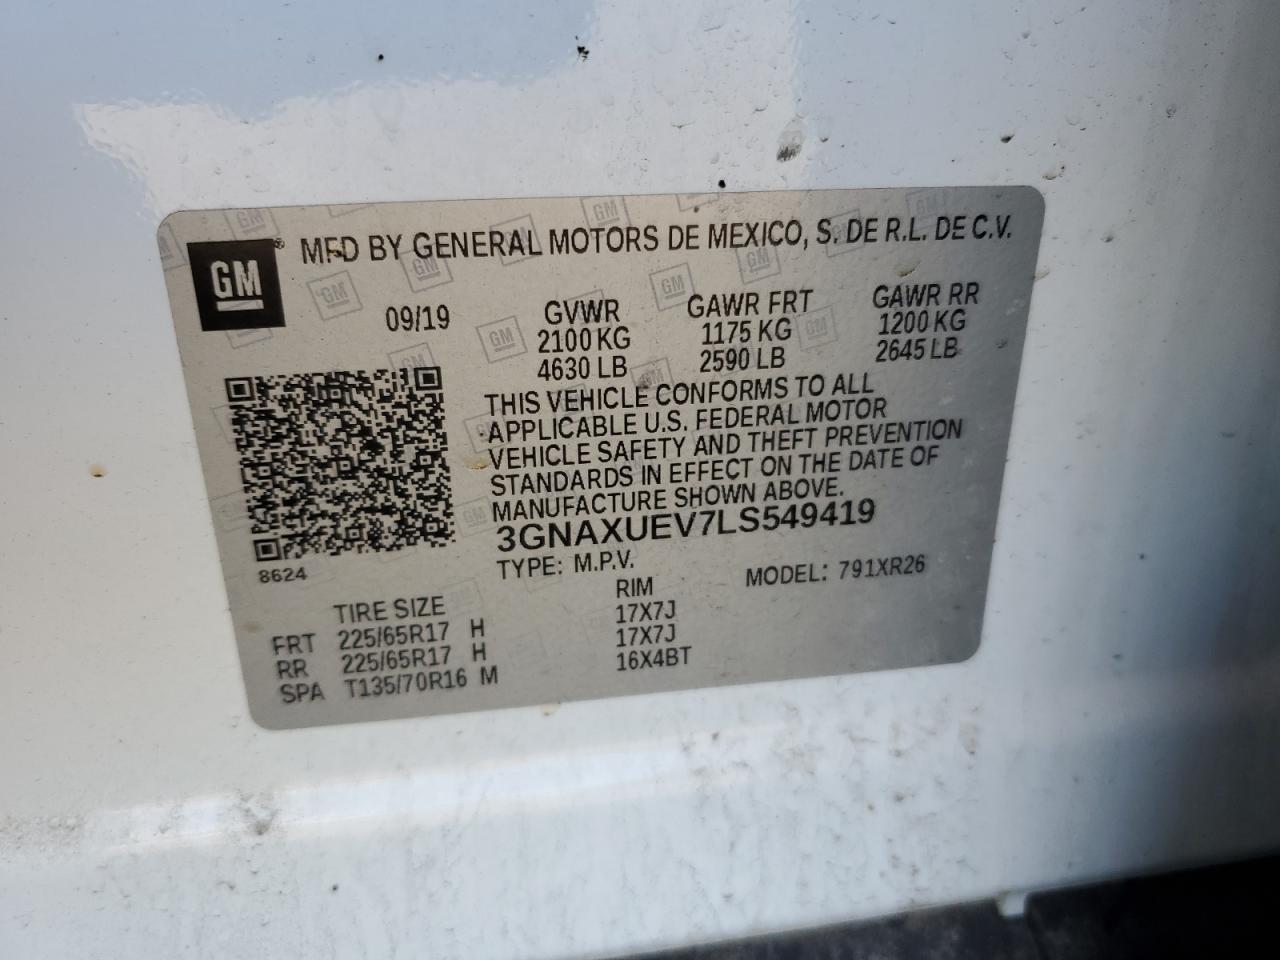 GM® MFD BY GENERAL MOTORS DE MEXICO, S. DE R.L. DE C.V.
09/19 GVWR GAWR FRT GAWR RR
2100 KG 1175 KG 1200 KG
4630 LB 2590 LB 2645 LB
THIS VEHICLE CONFORMS TO ALL
APPLICABLE U.S. FEDERAL MOTOR
VEHICLE SAFETY AND THEFT PREVENTION
STANDARDS IN EFFECT ON THE DATE OF
MANUFACTURE SHOWN ABOVE.
3GNAXUEV7LS549419
8624 TYPE: M.P.V. MODEL: 791XR26
TIRE SIZE RIM
FRT 225/65R17 H 17X7J
RR 225/65R17 H 17X7J
SPA T135/70R16 M 16X4BT